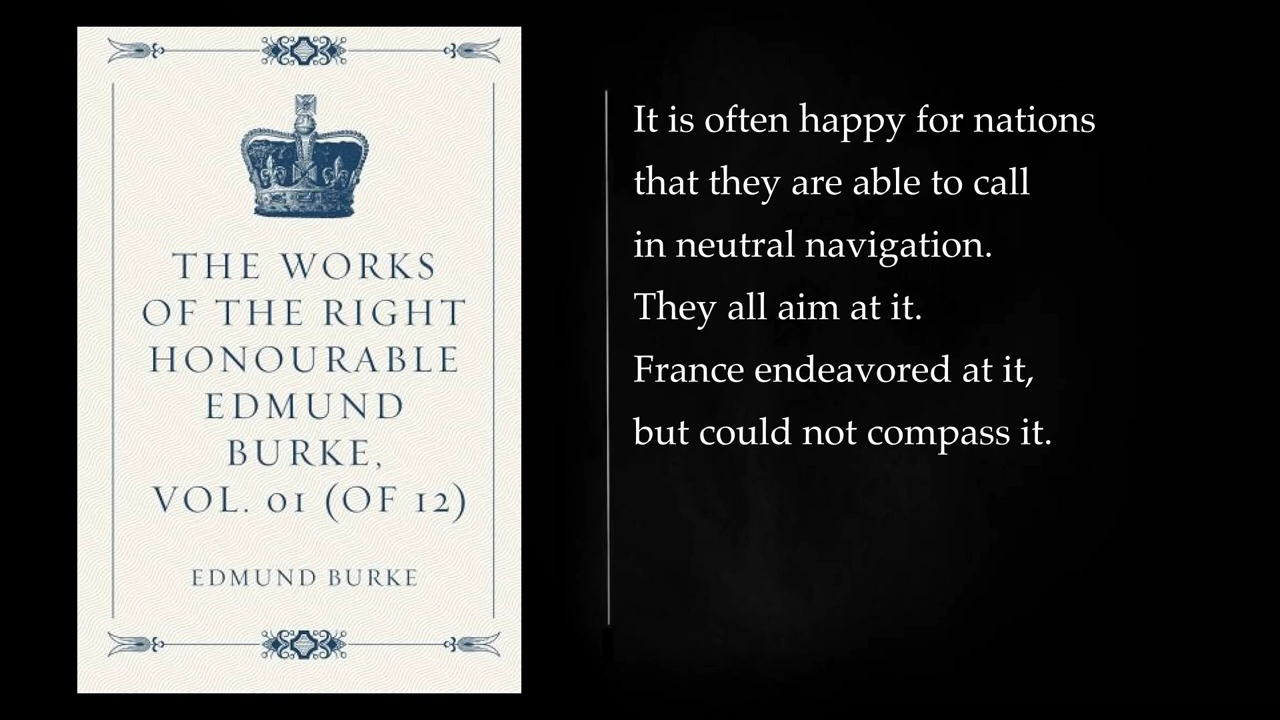 THE WORKS
OF THE RIGHT
HONOURABLE
EDMUND
BURKE,
VOL. 01 (OF 12)
EDMUND BURKE
It is often happy for nations
that they are able to call
in neutral navigation.
They all aim at it.
France endeavored at it,
but could not compass it.